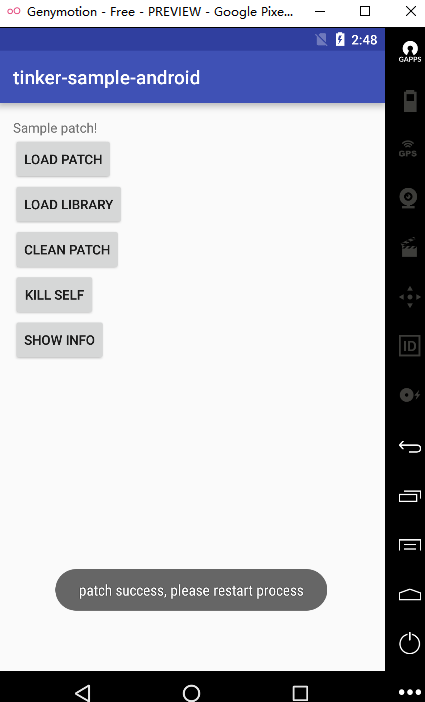 Genymotion - Free - PREVIEW - Google Pixe...
2:48
GAPPS
tinker-sample-android
Sample patch!
LOAD PATCH
GPS
LOAD LIBRARY
CLEAN PATCH
KILL SELF
SHOW INFO
ID
patch success, please restart process